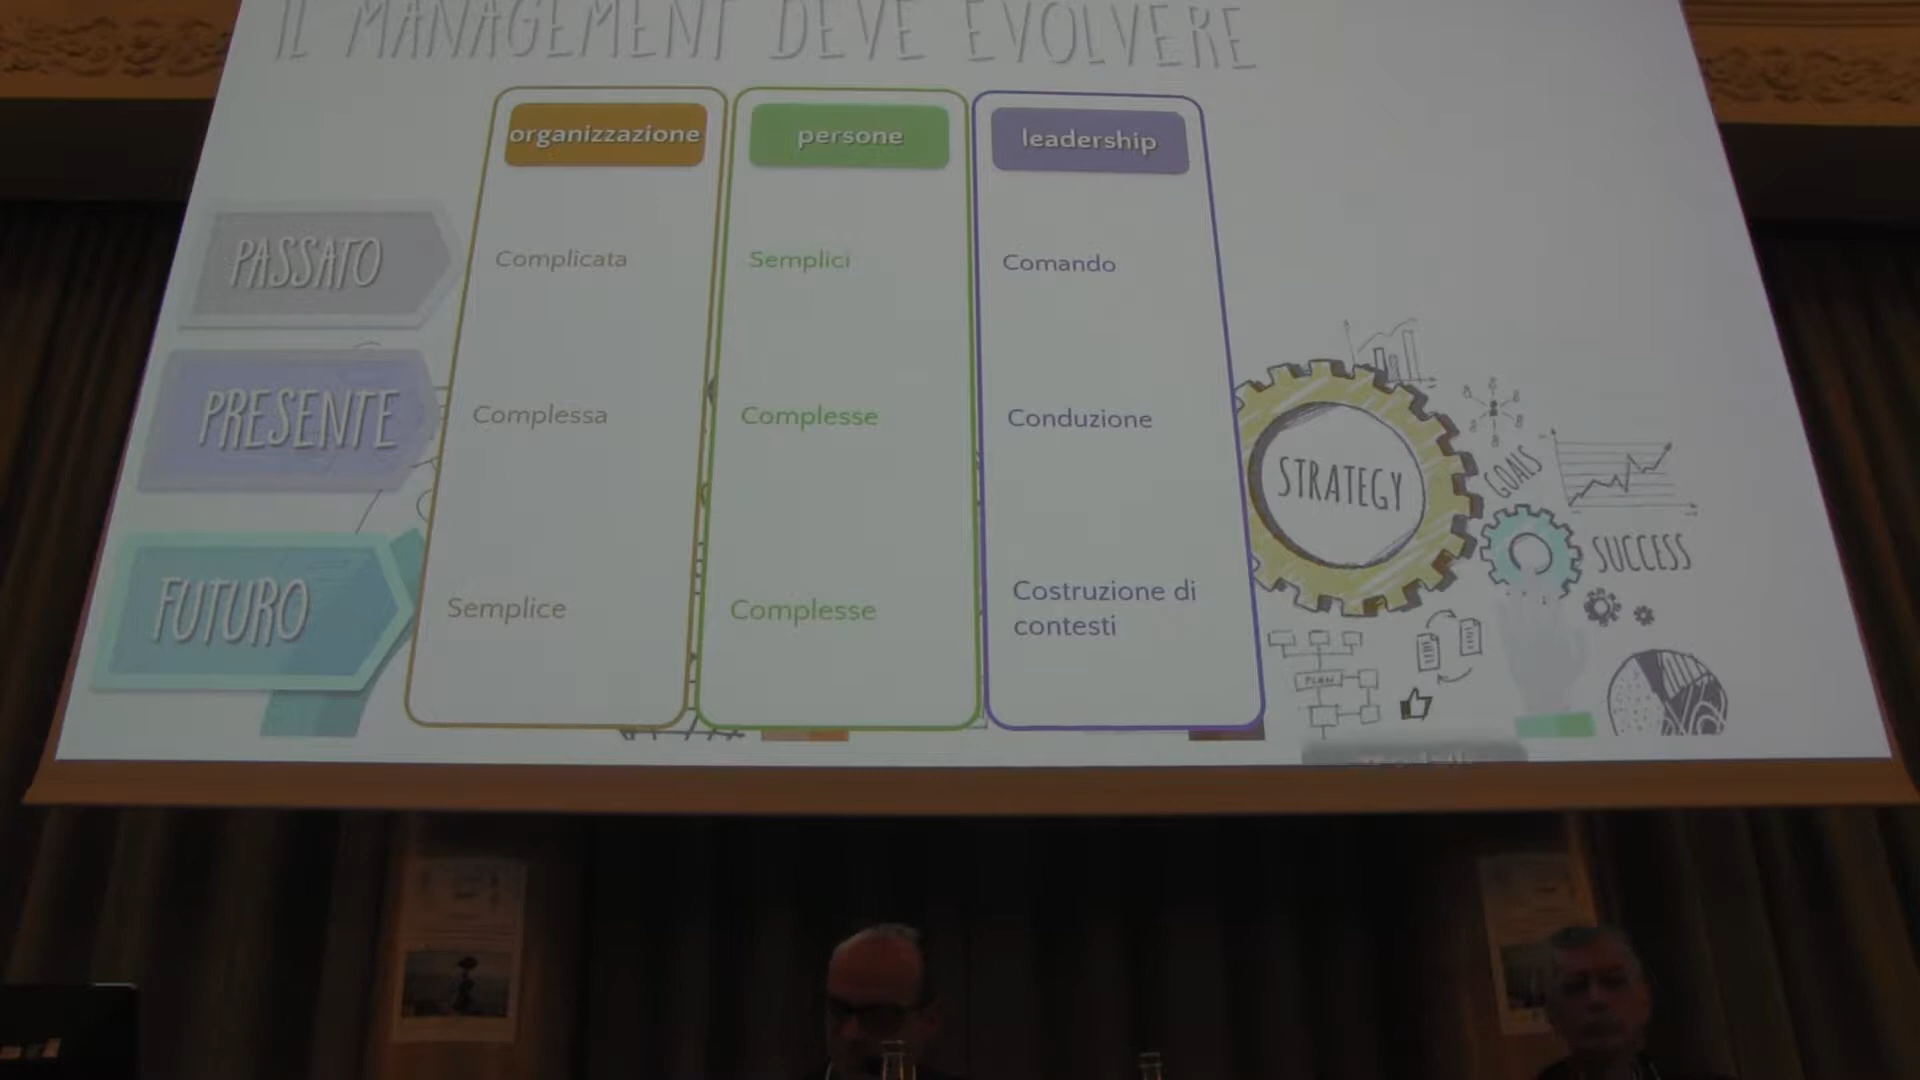 IL MANAGEMENT DEVE EVOLVERE
organizzazione persone leadership
PASSATO Complicata Semplici Comando
PRESENTE Complessa Complesse Conduzione
FUTURO Semplice Complesse Costruzione di
contesti
STRATEGY
GOALS
SUCCESS
PLAN